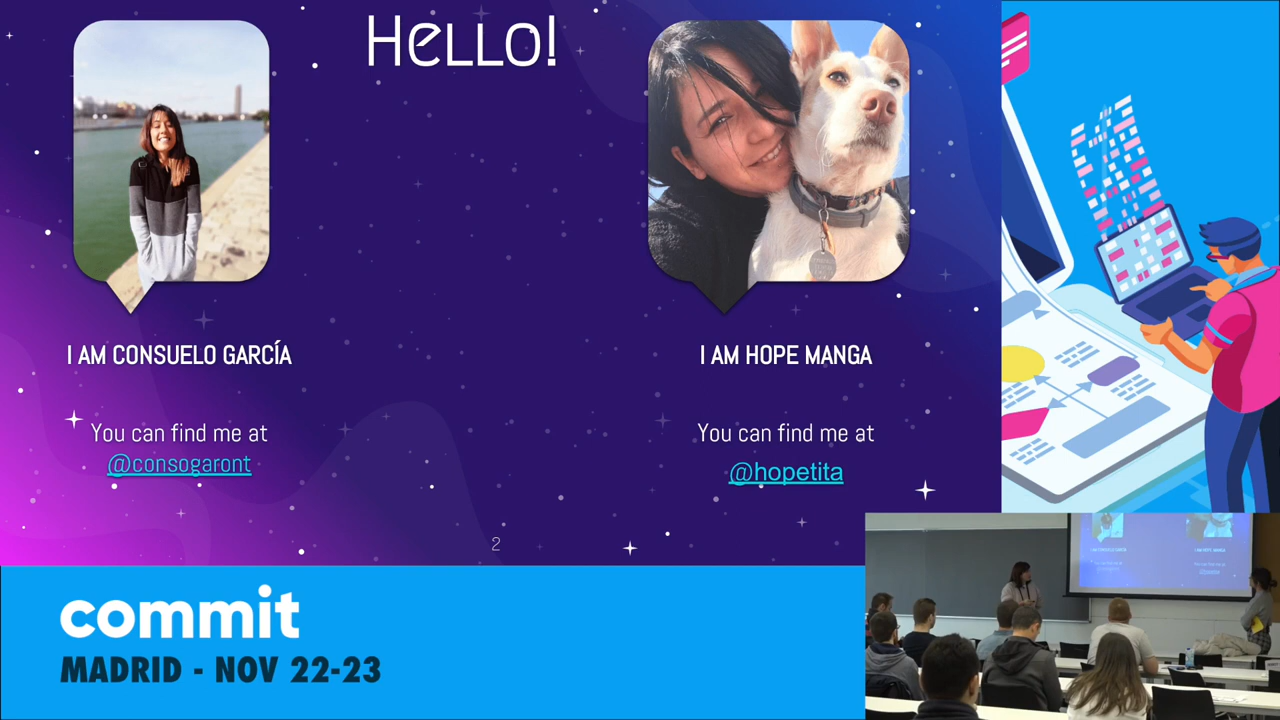 HeLLo!
I AM CONSUELO GARCÍA
You can find me at
@consogaront
I AM HOPE MANGA
You can find me at
@hopetita
2
commit
MADRID - NOV 22-23